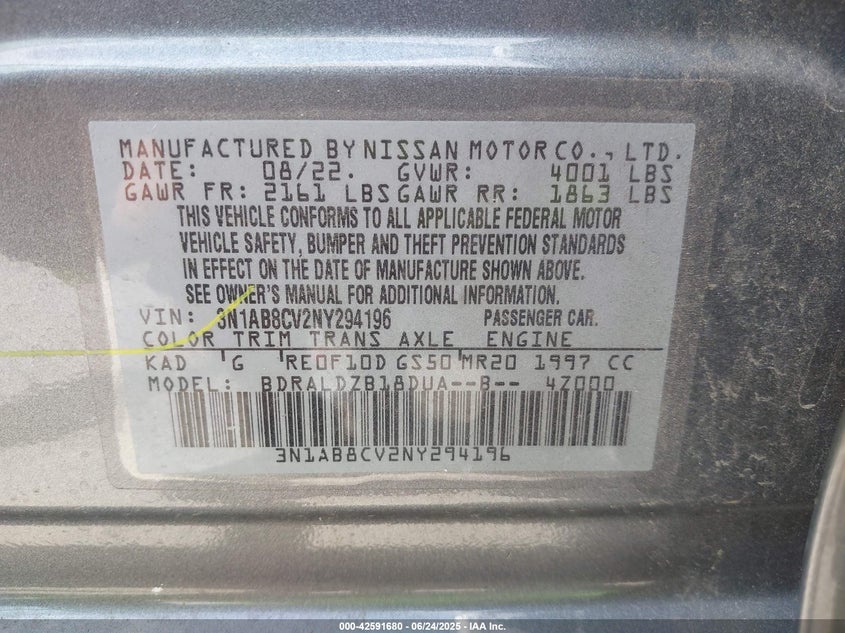 MANUFACTURED BY NISSAN MOTOR CO., LTD.
DATE: 08/22. GVWR: 4001 LBS
GAWR FR: 2161 LBS GAWR RR: 1863 LBS
THIS VEHICLE CONFORMS TO ALL APPLICABLE FEDERAL MOTOR
VEHICLE SAFETY, BUMPER AND THEFT PREVENTION STANDARDS
IN EFFECT ON THE DATE OF MANUFACTURE SHOWN ABOVE.
SEE OWNER'S MANUAL FOR ADDITIONAL INFORMATION.
VIN: 3N1AB8CV2NY294196 PASSENGER CAR.
COLOR TRIM TRANS AXLE ENGINE
KAD 'G 'RE0F10D GS50'MR20 1997 CC
MODEL: BDRALDZB18DUA--B-- 4Z000
3N1AB8CV2NY294196
000-42591680 - 06/24/2025 - IAA Inc.